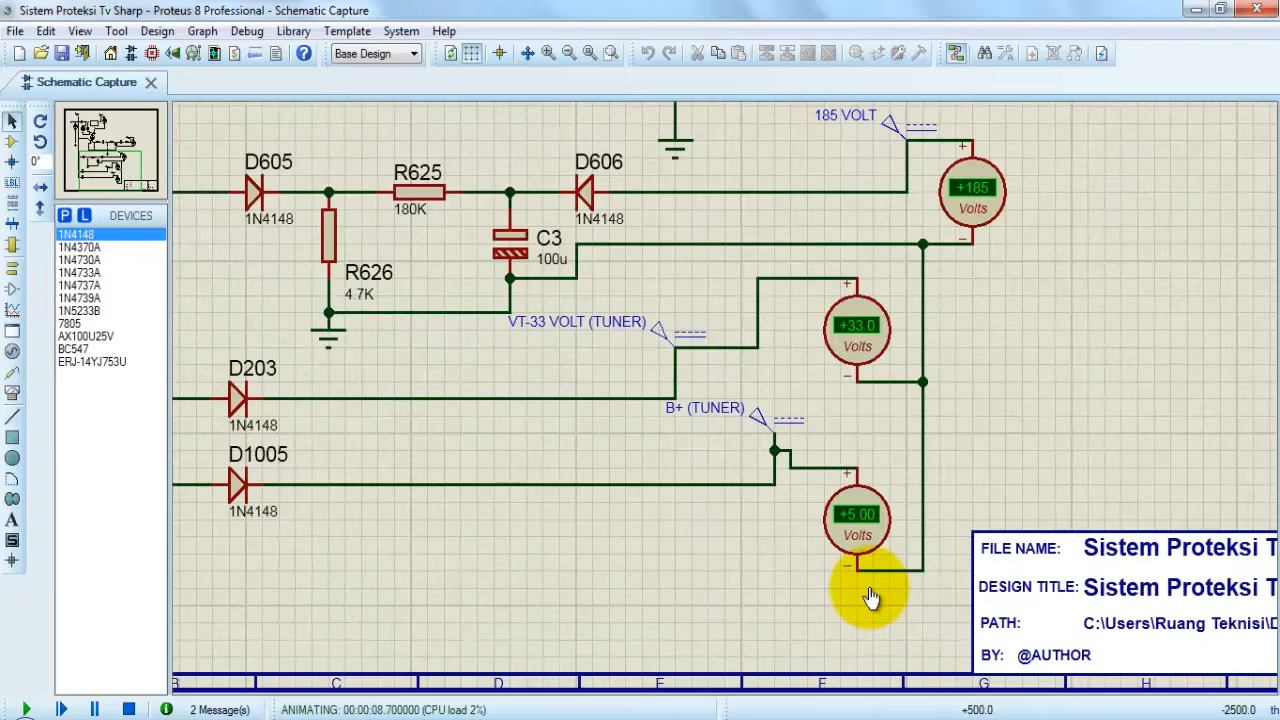 Sistem Proteksi Tv Sharp - Proteus 8 Professional - Schematic Capture
File Edit View Tool Design Graph Debug Library Template System Help
Base Design
Schematic Capture
0°
P L DEVICES
1N4148
1N4370A
1N4730A
1N4733A
1N4737A
1N4739A
1N5233B
7805
AX100U25V
BC547
ERJ-14YJ753U
LBL
A
S
185 VOLT
D605
1N4148
R625
180K
D606
1N4148
+185
Volts
C3
100u
R626
4.7K
VT-33 VOLT (TUNER)
+33.0
Volts
D203
1N4148
B+ (TUNER)
D1005
1N4148
+5.00
Volts
FILE NAME: Sistem Proteksi T
DESIGN TITLE: Sistem Proteksi T
PATH: C:\Users\Ruang Teknisi\D
BY: @AUTHOR
C D E F G H
2 Message(s) ANIMATING: 00:00:08.700000 (CPU load 2%) +500.0 -2500.0 th